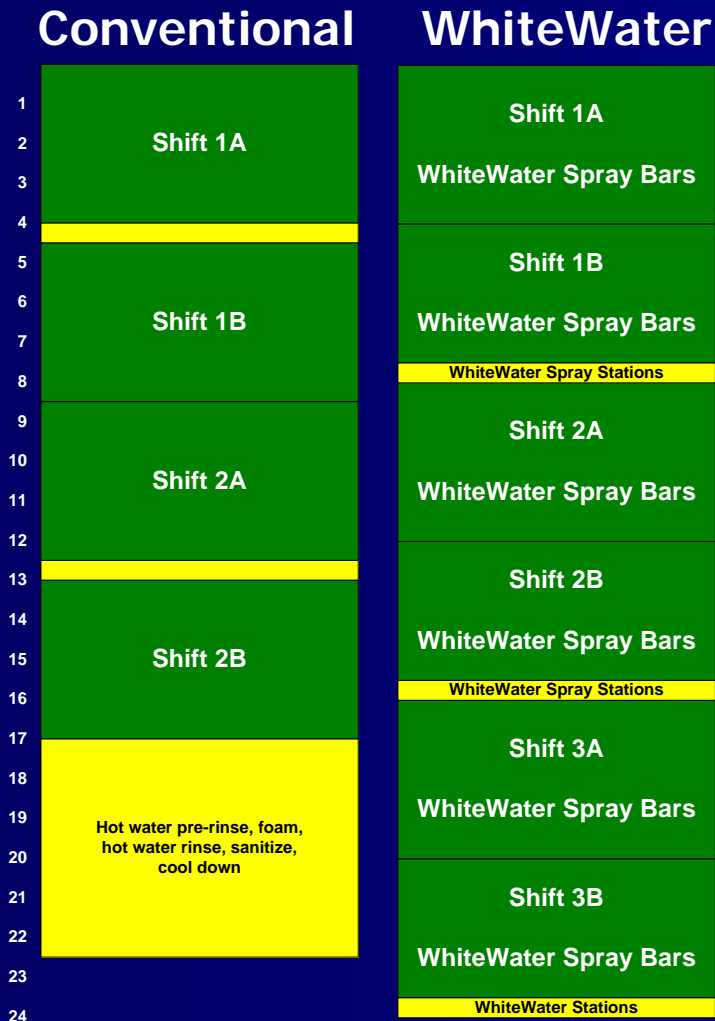 Conventional
WhiteWater
1
2
3
4
5
6
7
8
9
10
11
12
13
14
15
16
17
18
19
20
21
22
23
24
Shift 1A
Shift 1B
Shift 2A
Shift 2B
Hot water pre-rinse, foam,
hot water rinse, sanitize,
cool down
Shift 1A
WhiteWater Spray Bars
Shift 1B
WhiteWater Spray Bars
WhiteWater Spray Stations
Shift 2A
WhiteWater Spray Bars
Shift 2B
WhiteWater Spray Bars
WhiteWater Spray Stations
Shift 3A
WhiteWater Spray Bars
Shift 3B
WhiteWater Spray Bars
WhiteWater Stations